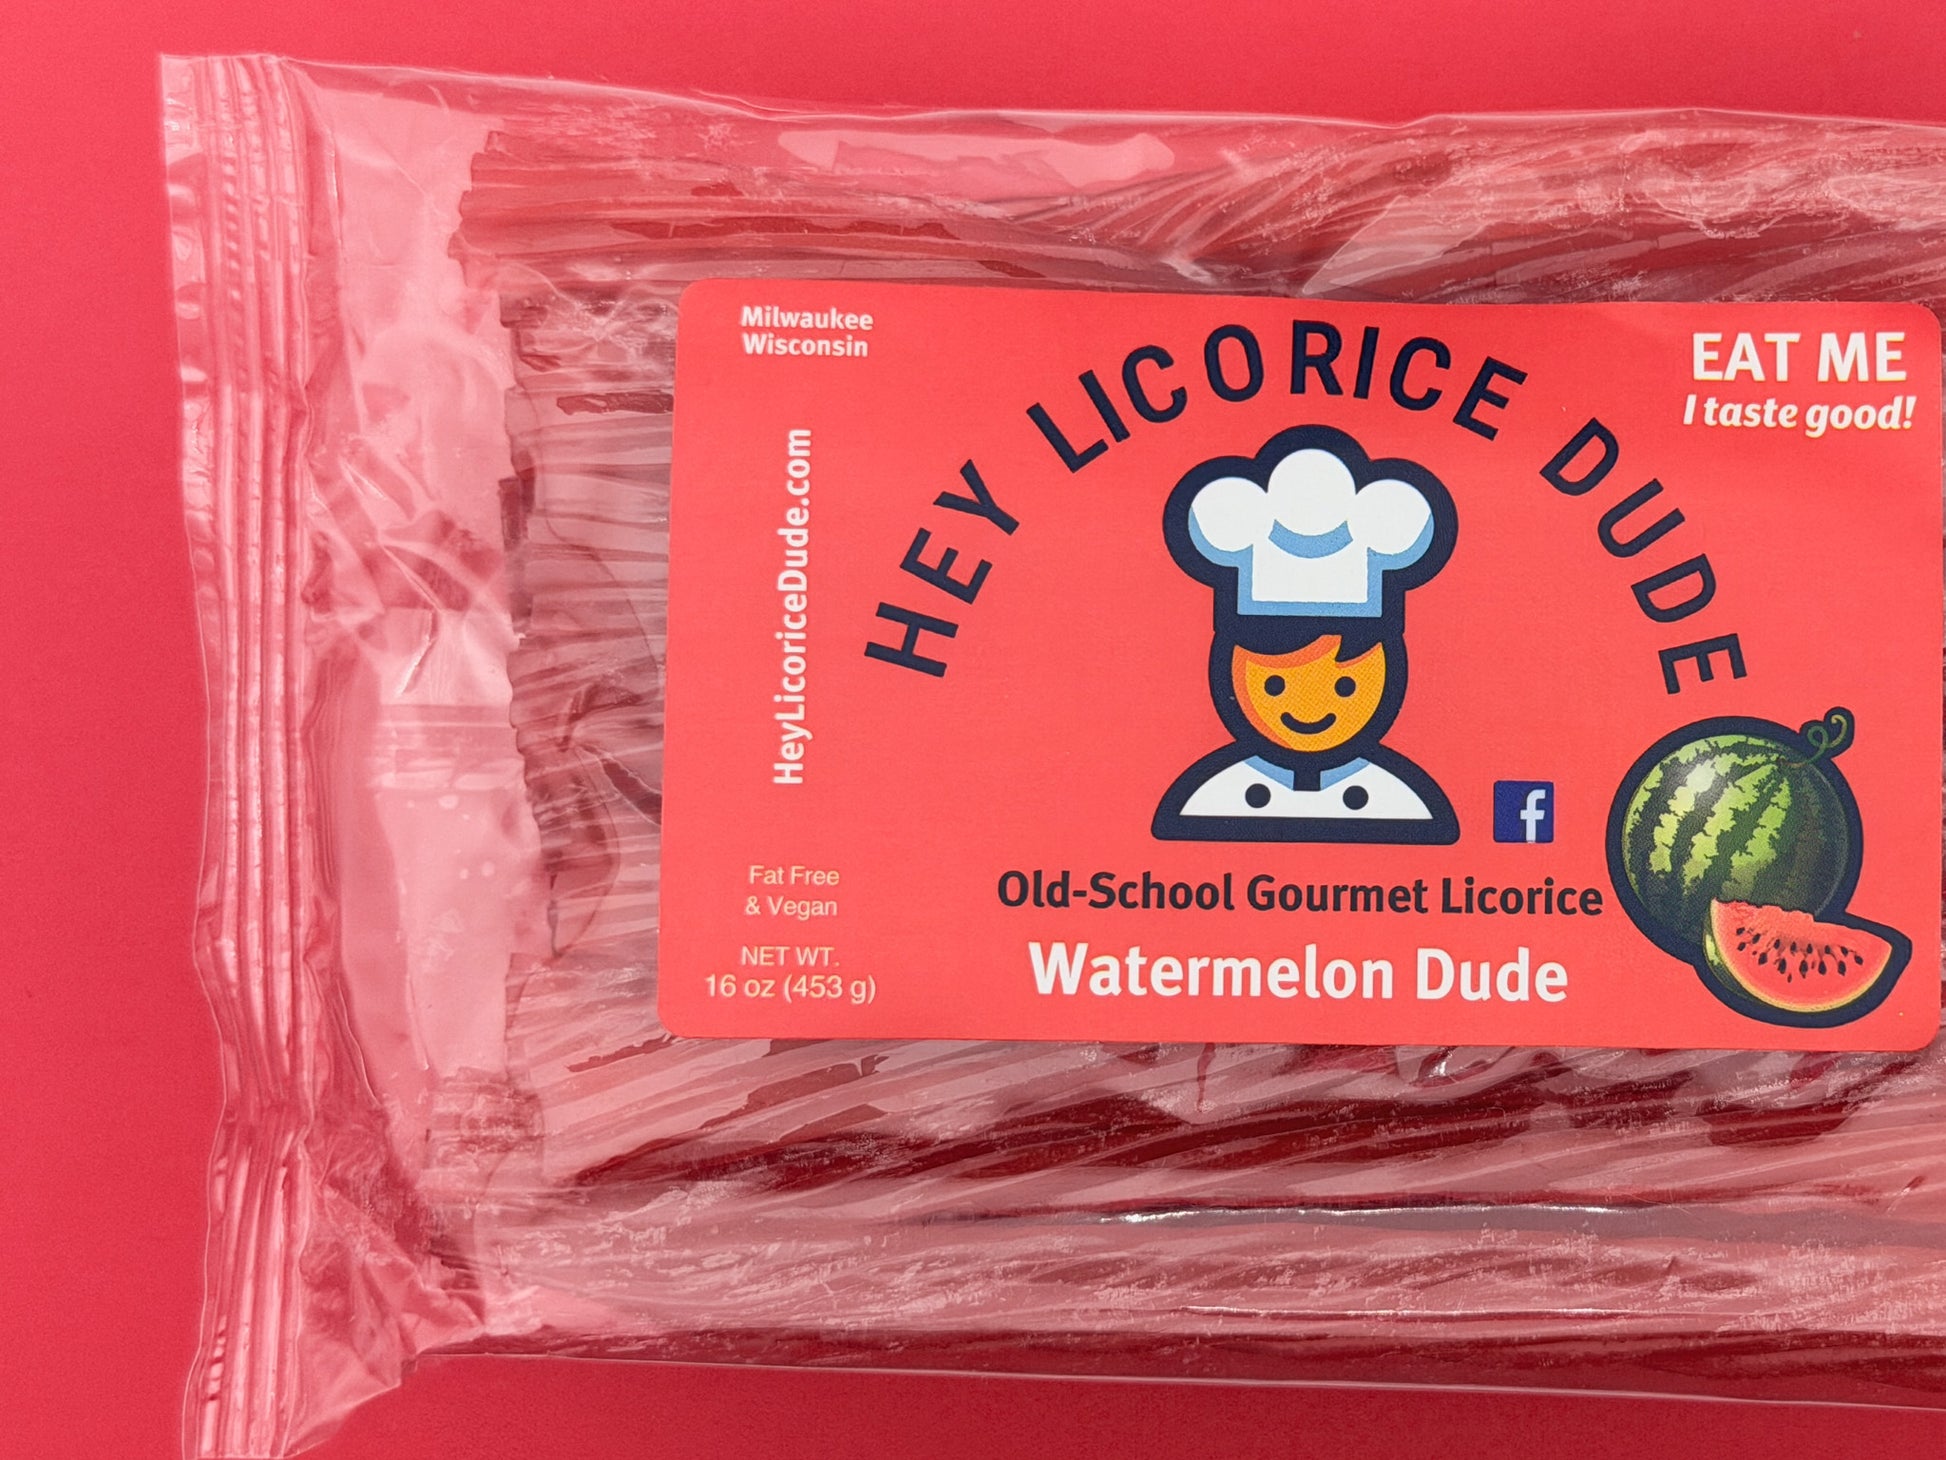 Milwaukee
Wisconsin
HeyLicoriceDude.com
Fat Free
& Vegan
NET WT.
16 oz (453 g)
HEY LICORICE DUDE
EAT ME
I taste good!
f
Old-School Gourmet Licorice
Watermelon Dude